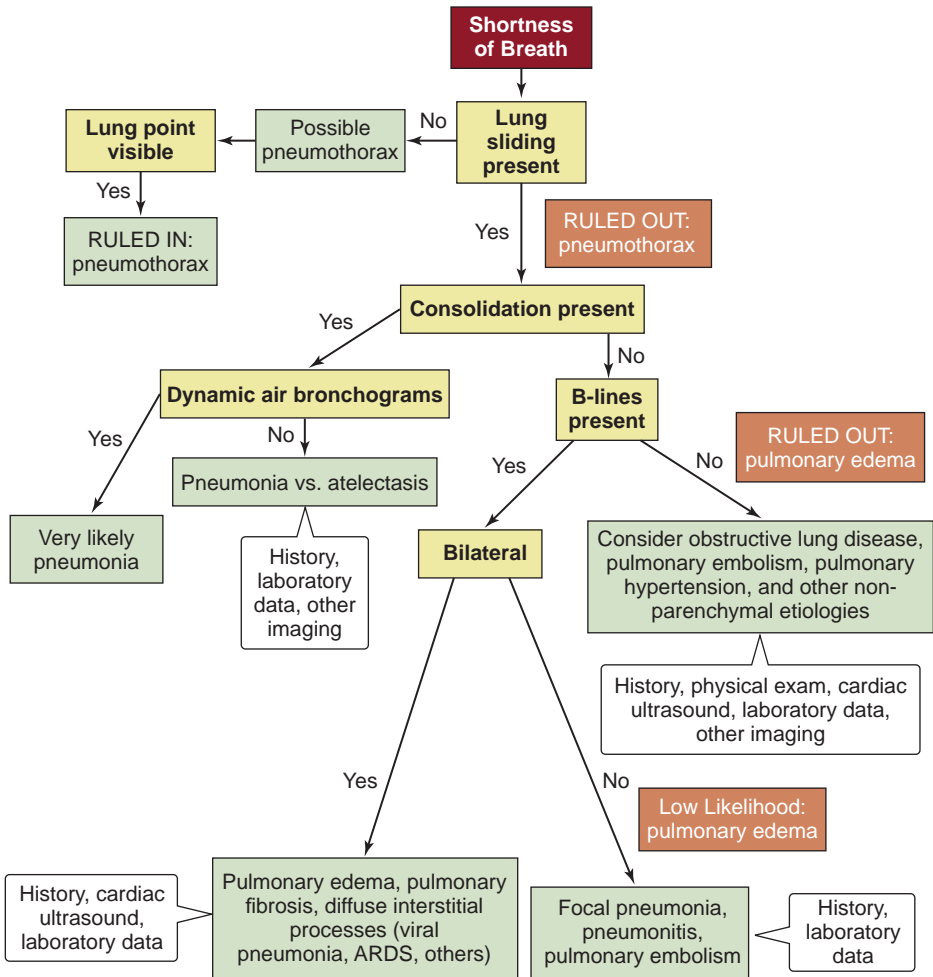 Shortness
of Breath
Lung
sliding
present
No
Possible
pneumothorax
Lung point
visible
Yes
RULED IN:
pneumothorax
Yes
RULED OUT:
pneumothorax
Consolidation present
Yes
No
Dynamic air bronchograms
B-lines
present
Yes
No
Very likely
pneumonia
Pneumonia vs. atelectasis
History,
laboratory
data, other
imaging
Yes
No
RULED OUT:
pulmonary edema
Bilateral
Consider obstructive lung disease,
pulmonary embolism, pulmonary
hypertension, and other non-
parenchymal etiologies
History, physical exam, cardiac
ultrasound, laboratory data,
other imaging
Yes
No
Low Likelihood:
pulmonary edema
History, cardiac
ultrasound,
laboratory data
Pulmonary edema, pulmonary
fibrosis, diffuse interstitial
processes (viral
pneumonia, ARDS, others)
Focal pneumonia,
pneumonitis,
pulmonary embolism
History,
laboratory
data